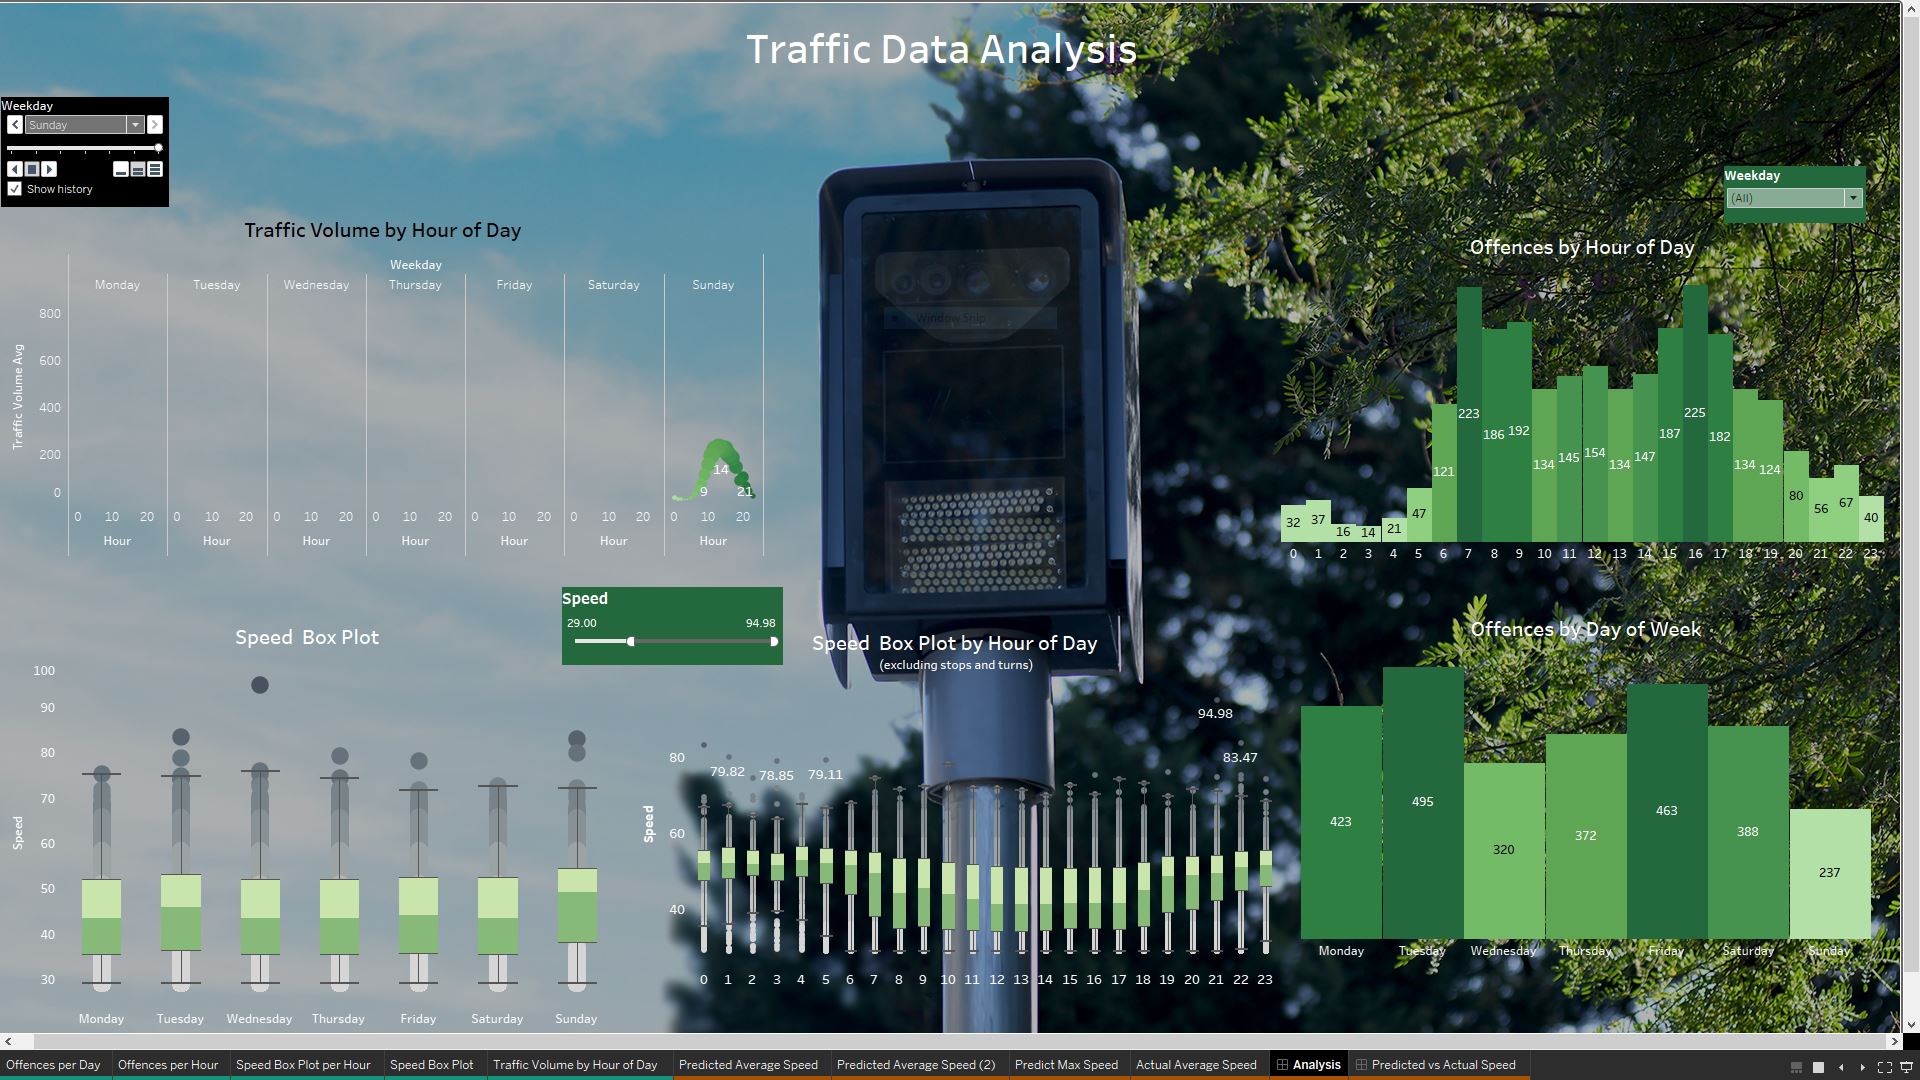 Traffic Data Analysis
Weekday
Sunday
Show history
Weekday
(All)
Traffic Volume by Hour of Day
Weekday
Monday Tuesday Wednesday Thursday Friday Saturday Sunday
Traffic Volume Avg
800
600
400
200
0
14
9 21
0 10 20 0 10 20 0 10 20 0 10 20 0 10 20 0 10 20 0 10 20
Hour Hour Hour Hour Hour Hour Hour
Window Snip
Offences by Hour of Day
32 37 16 14 21 47 121 223 186 192 134 145 154 134 147 187 225 182 134 124 80 56 67 40
0 1 2 3 4 5 6 7 8 9 10 11 12 13 14 15 16 17 18 19 20 21 22 23
Speed
29.00 94.98
Speed Box Plot
Speed
100
90
80
70
60
50
40
30
Monday Tuesday Wednesday Thursday Friday Saturday Sunday
Speed Box Plot by Hour of Day
(excluding stops and turns)
Speed
80
60
40
79.82 78.85 79.11 94.98 83.47
0 1 2 3 4 5 6 7 8 9 10 11 12 13 14 15 16 17 18 19 20 21 22 23
Offences by Day of Week
423 495 320 372 463 388 237
Monday Tuesday Wednesday Thursday Friday Saturday Sunday
Offences per Day Offences per Hour Speed Box Plot per Hour Speed Box Plot Traffic Volume by Hour of Day Predicted Average Speed Predicted Average Speed (2) Predict Max Speed Actual Average Speed Analysis Predicted vs Actual Speed